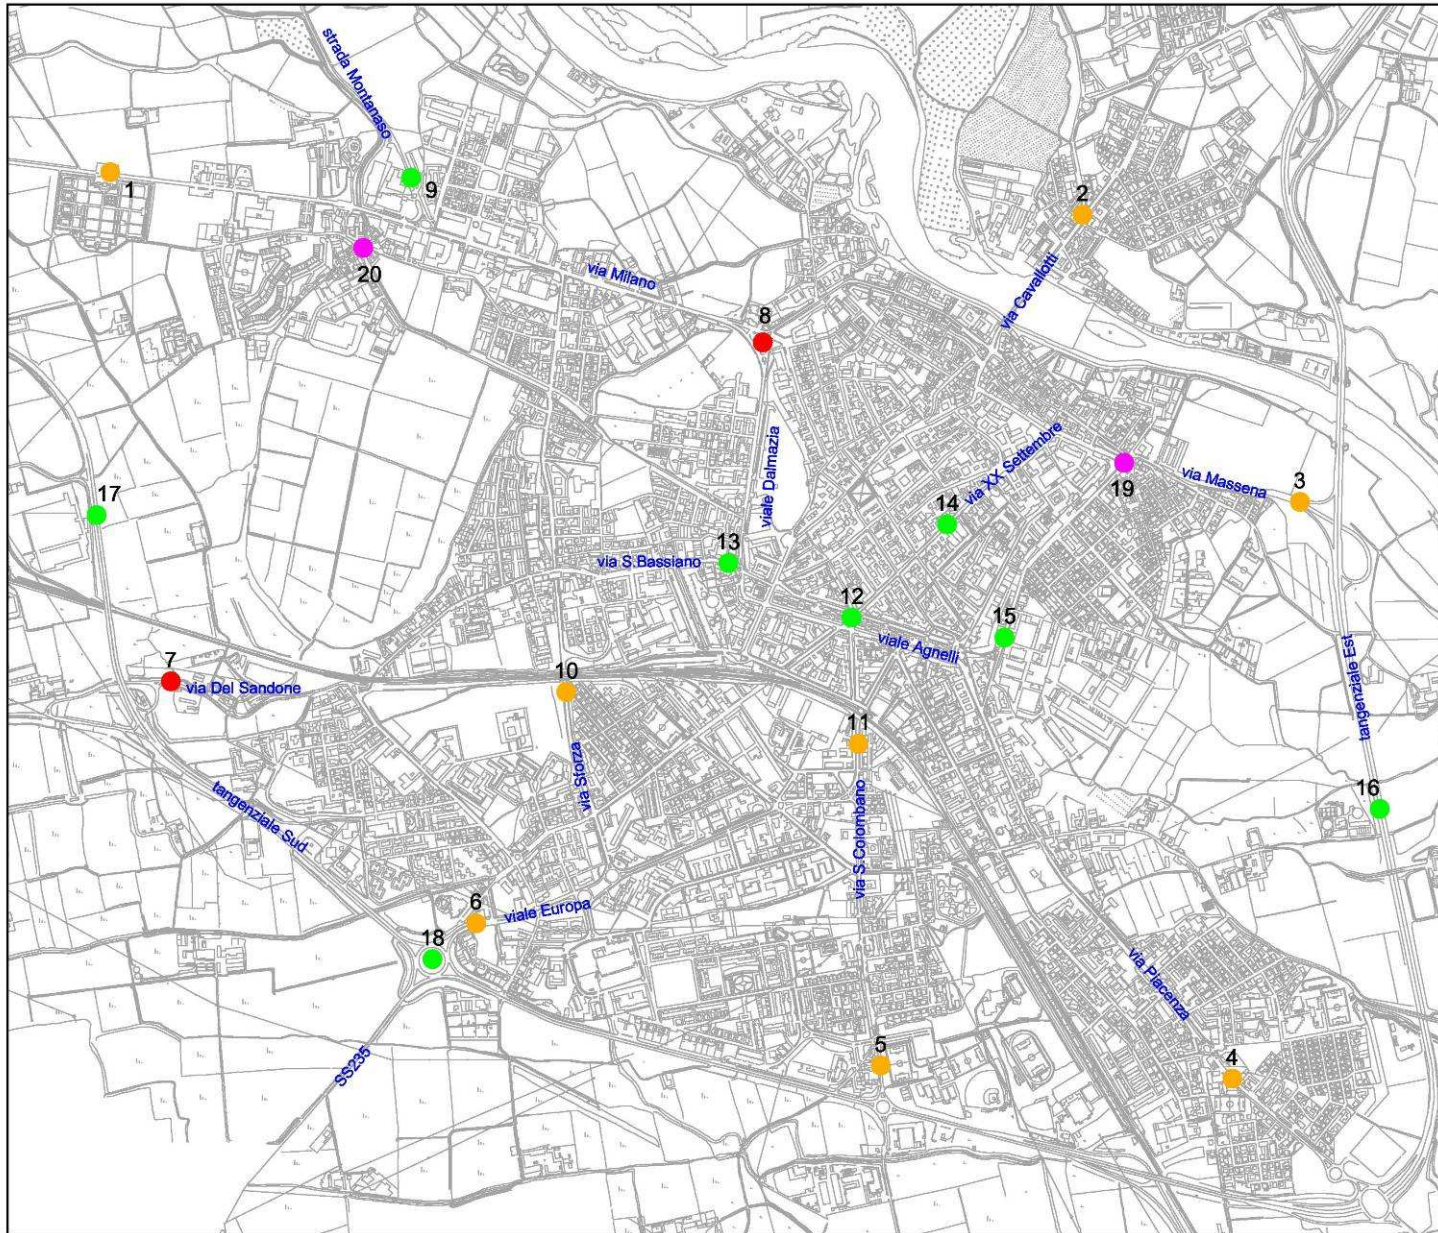 strada Montanaso
1
9
2
20
via Milano
via Cavallotti
8
via XX Settembre
viale Dalmazia
via Massena
3
19
17
14
13
via S.Bassiano
12
15
viale Agnelli
tangenziale Est
7
via Del Sandone
10
11
via Sforza
via S.Colombano
16
tangenziale Sud
6
viale Europa
18
via Piacenza
5
4
SS235